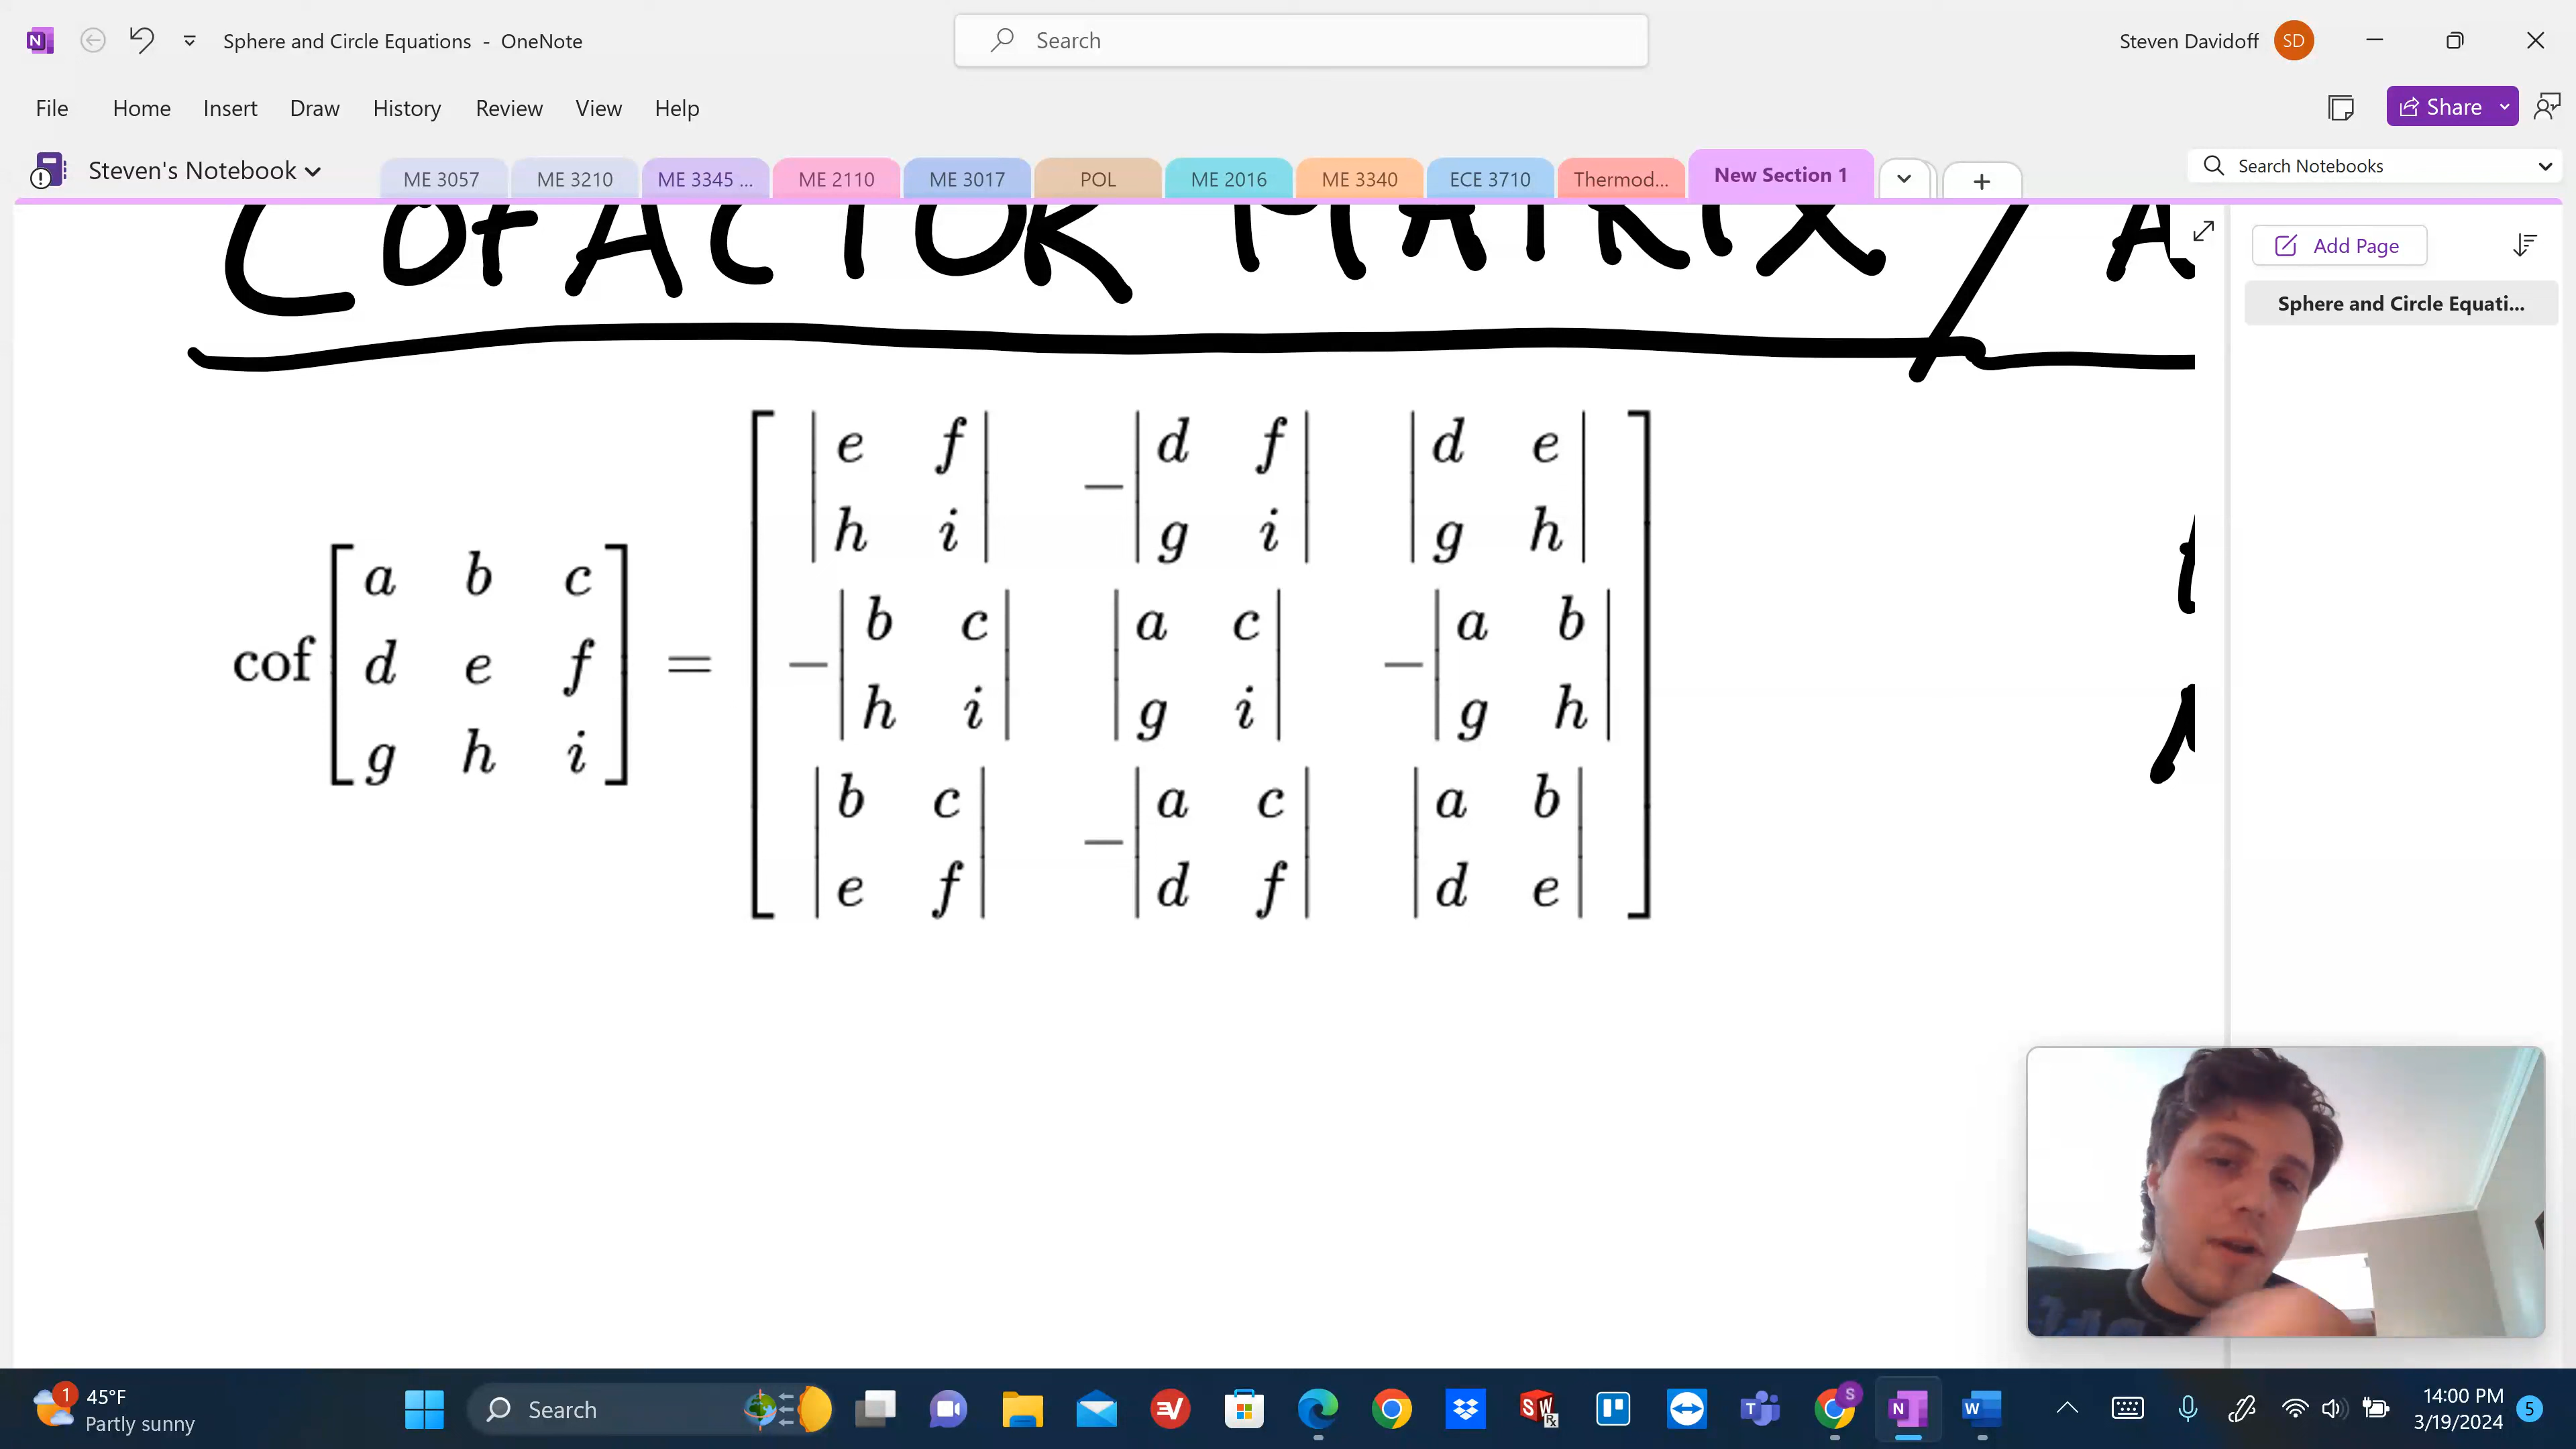 Sphere and Circle Equations - OneNote
Search
Steven Davidoff SD
File Home Insert Draw History Review View Help
Share
Steven's Notebook
ME 3057 ME 3210 ME 3345 ... ME 2110 ME 3017 POL ME 2016 ME 3340 ECE 3710 Thermod... New Section 1 +
Search Notebooks
COFACTOR MATRIX / A
Add Page
Sphere and Circle Equati...
| e f | −| d f | | d e |
| h i | | g i | | g h |
cof [ a b c ] = −| b c | | a c | −| a b |
[ d e f ] | h i | | g i | | g h |
[ g h i ] | b c | −| a c | | a b |
| e f | | d f | | d e |
1 45°F
Partly sunny
Search
14:00 PM
3/19/2024
5